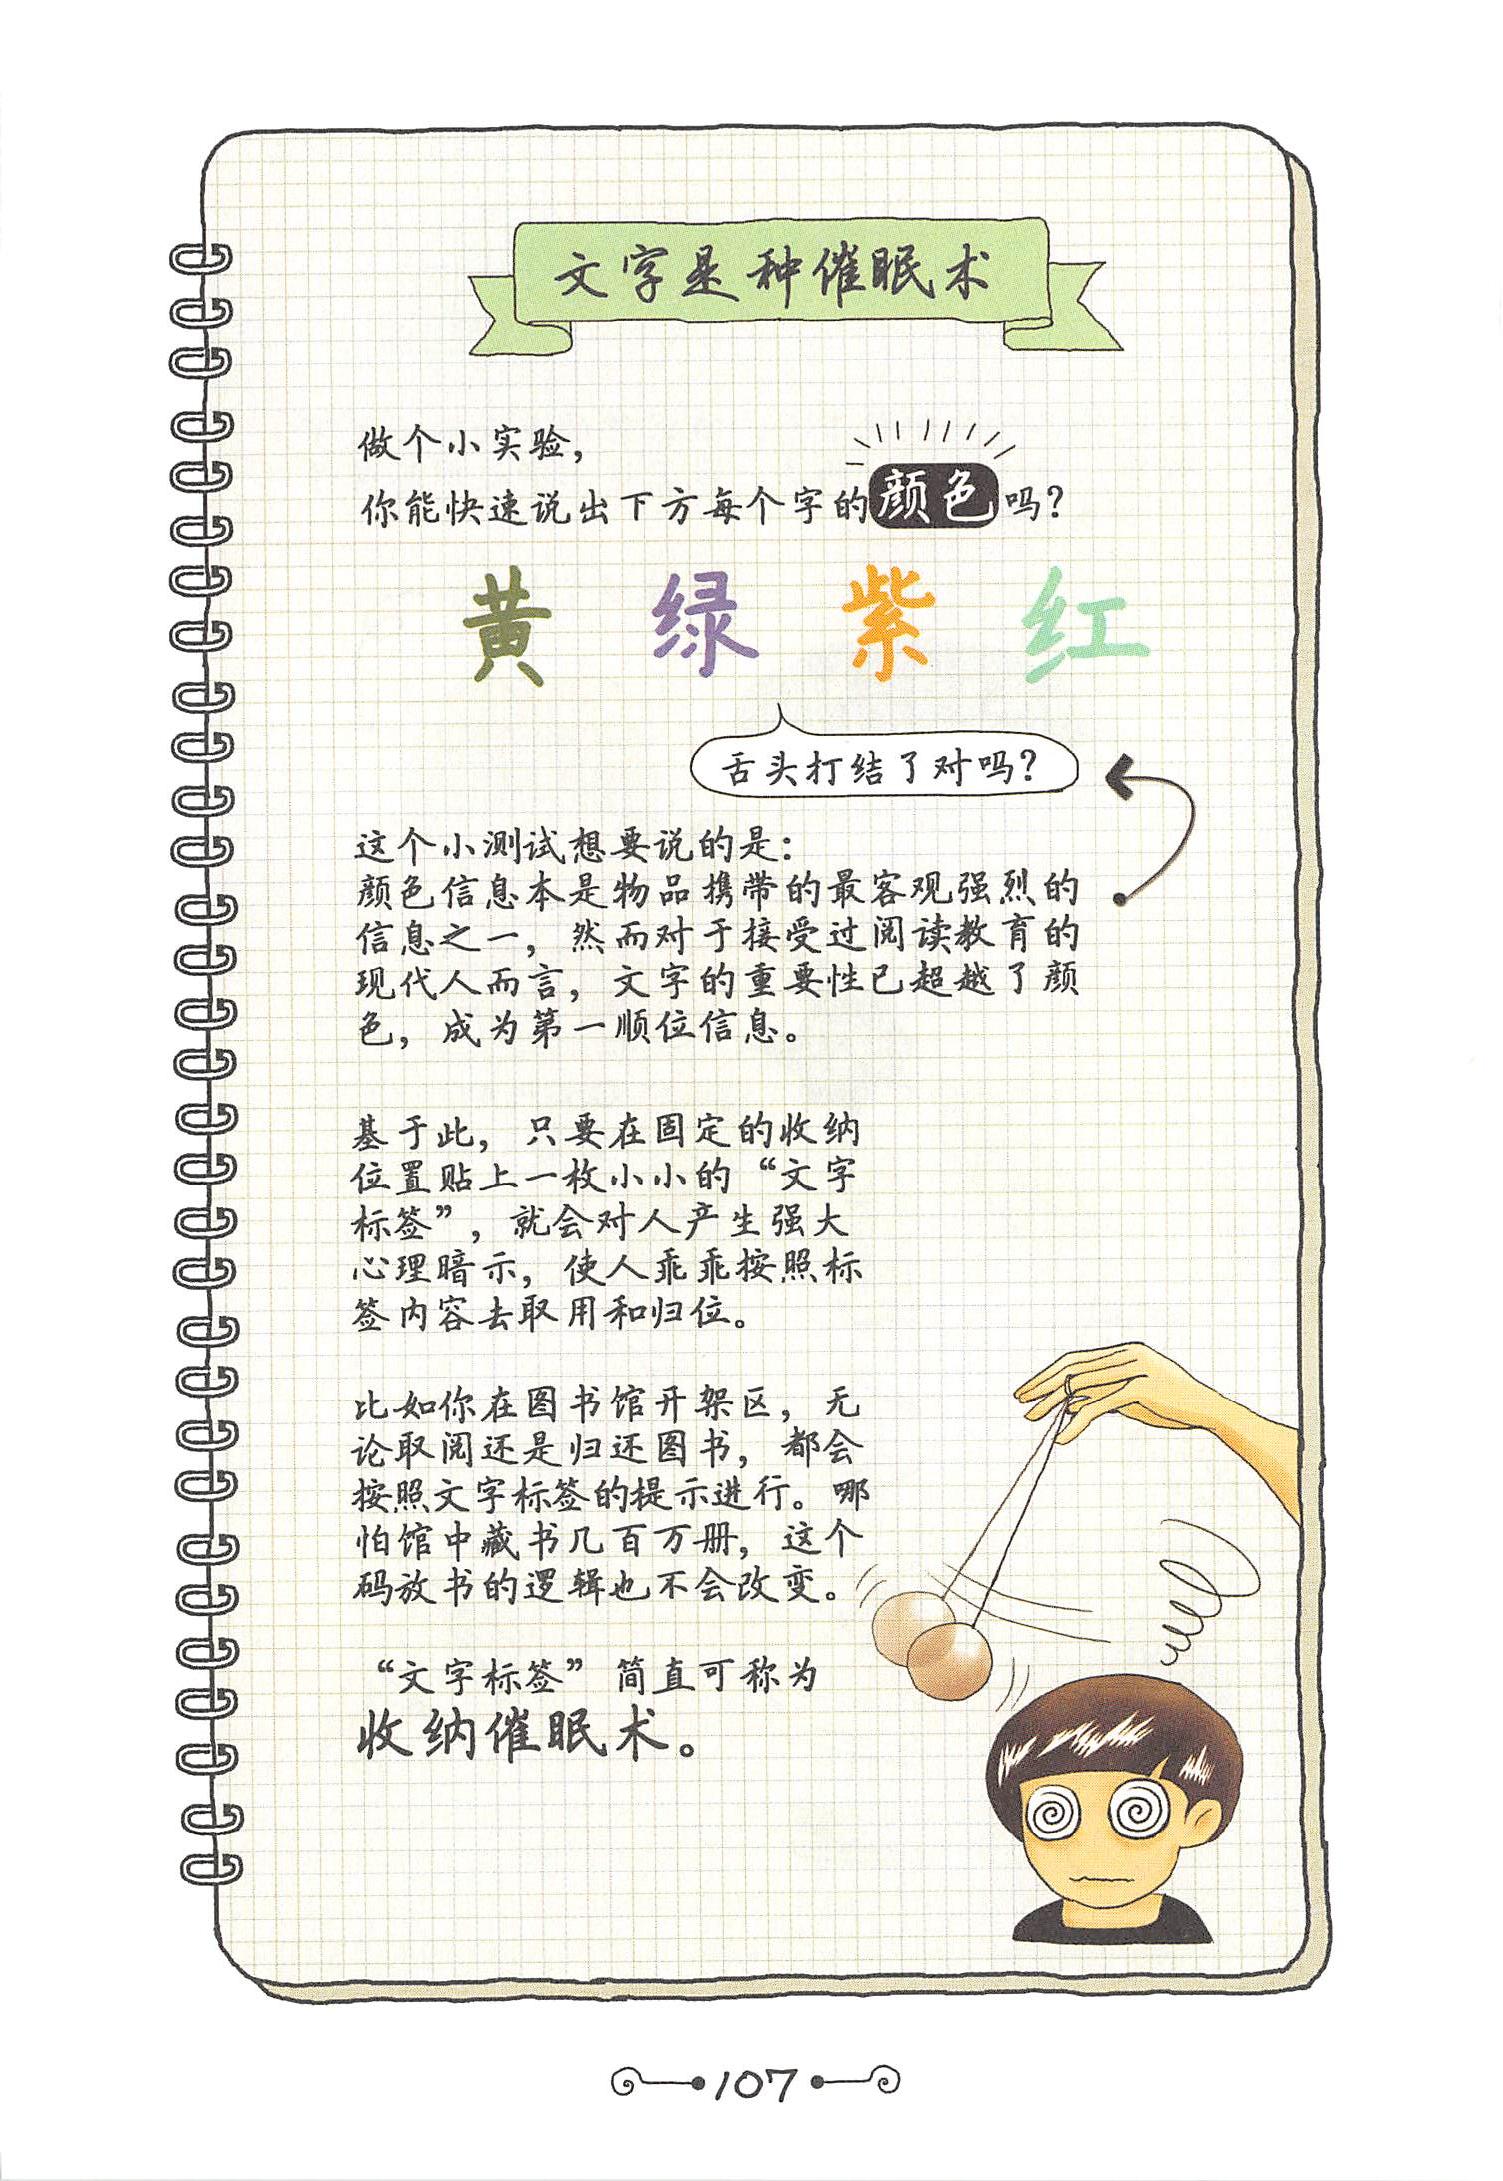 文字是种催眠术
做个小实验，
你能快速说出下方每个字的颜色吗？
黄 绿 紫 红
舌头打结了对吗？
这个小测试想要说的是：
颜色信息本是物品携带的最客观强烈的
信息之一，然而对于接受过阅读教育的
现代人而言，文字的重要性已超越了颜
色，成为第一顺位信息。
基于此，只要在固定的收纳
位置贴上一枚小小的“文字
标签”，就会对人产生强大
心理暗示，使人乖乖按照标
签内容去取用和归位。
比如你在图书馆开架区，无
论取阅还是归还图书，都会
按照文字标签的提示进行。哪
怕馆中藏书几百万册，这个
码放书的逻辑也不会改变。
“文字标签”简直可称为
收纳催眠术。
107